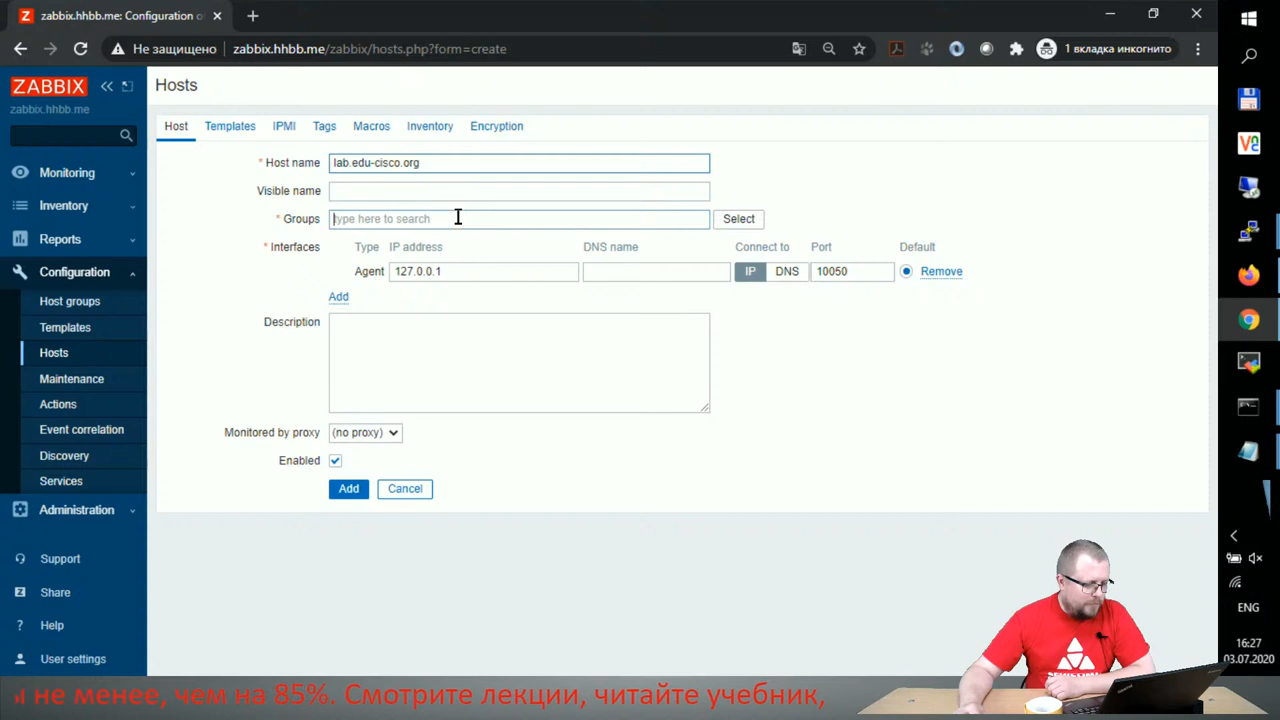 zabbix.hhbb.me: Configuration o
Не защищено
zabbix.hhbb.me/zabbix/hosts.php?form=create
1 вкладка инкогнито
ZABBIX
zabbix.hhbb.me
Monitoring
Inventory
Reports
Configuration
Host groups
Templates
Hosts
Maintenance
Actions
Event correlation
Discovery
Services
Administration
Support
Share
Help
User settings
Hosts
Host Templates IPMI Tags Macros Inventory Encryption
* Host name lab.edu-cisco.org
Visible name
* Groups type here to search Select
* Interfaces Type IP address DNS name Connect to Port Default
Agent 127.0.0.1 IP DNS 10050 Remove
Add
Description
Monitored by proxy (no proxy)
Enabled
Add Cancel
ENG
16:27
03.07.2020
не менее, чем на 85%. Смотрите лекции, читайте учебник,